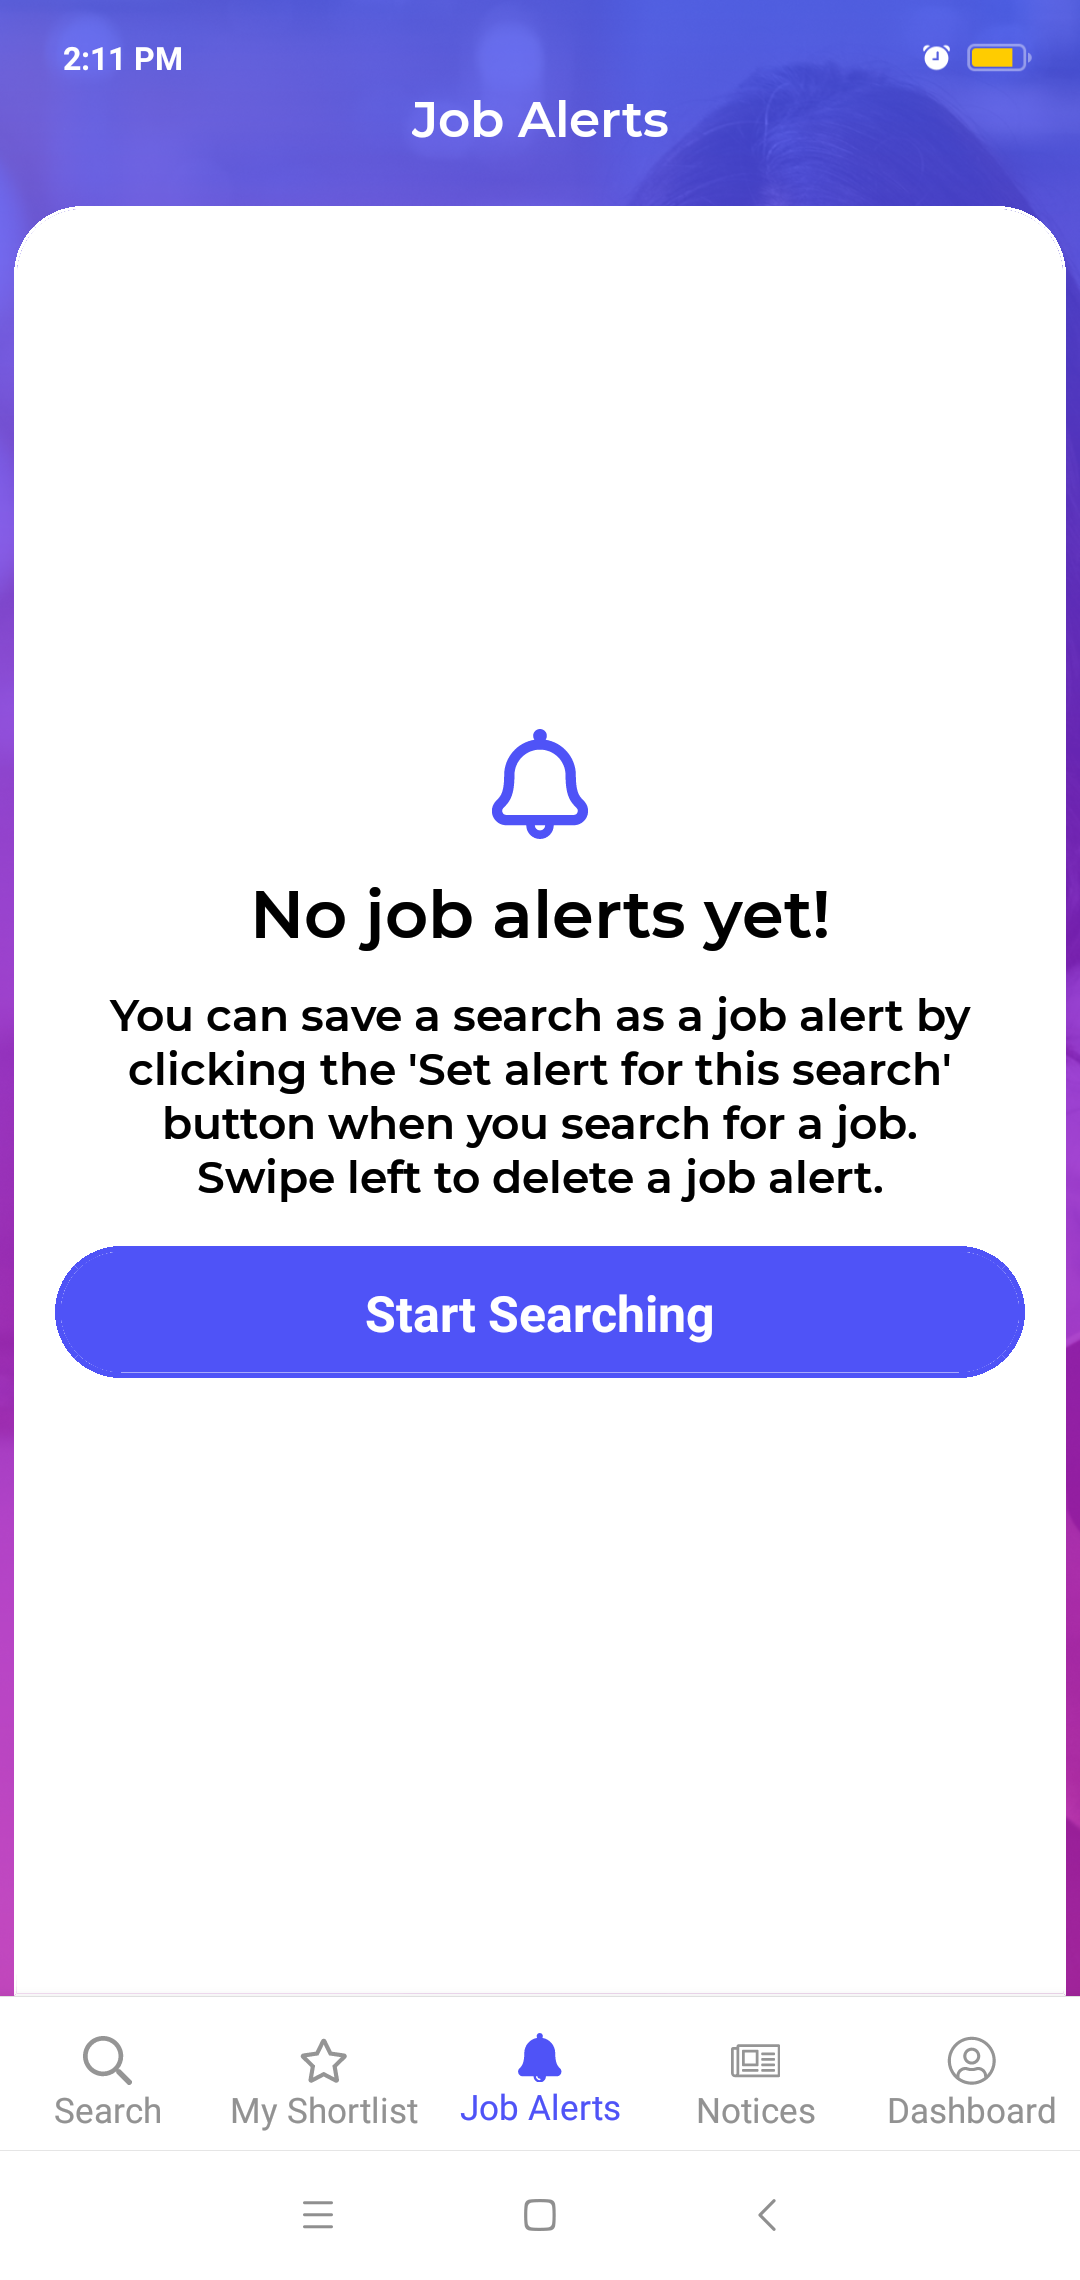 2:11 PM
Job Alerts
No job alerts yet!
You can save a search as a job alert by
clicking the 'Set alert for this search'
button when you search for a job.
Swipe left to delete a job alert.
Start Searching
Search
My Shortlist
Job Alerts
Notices
Dashboard